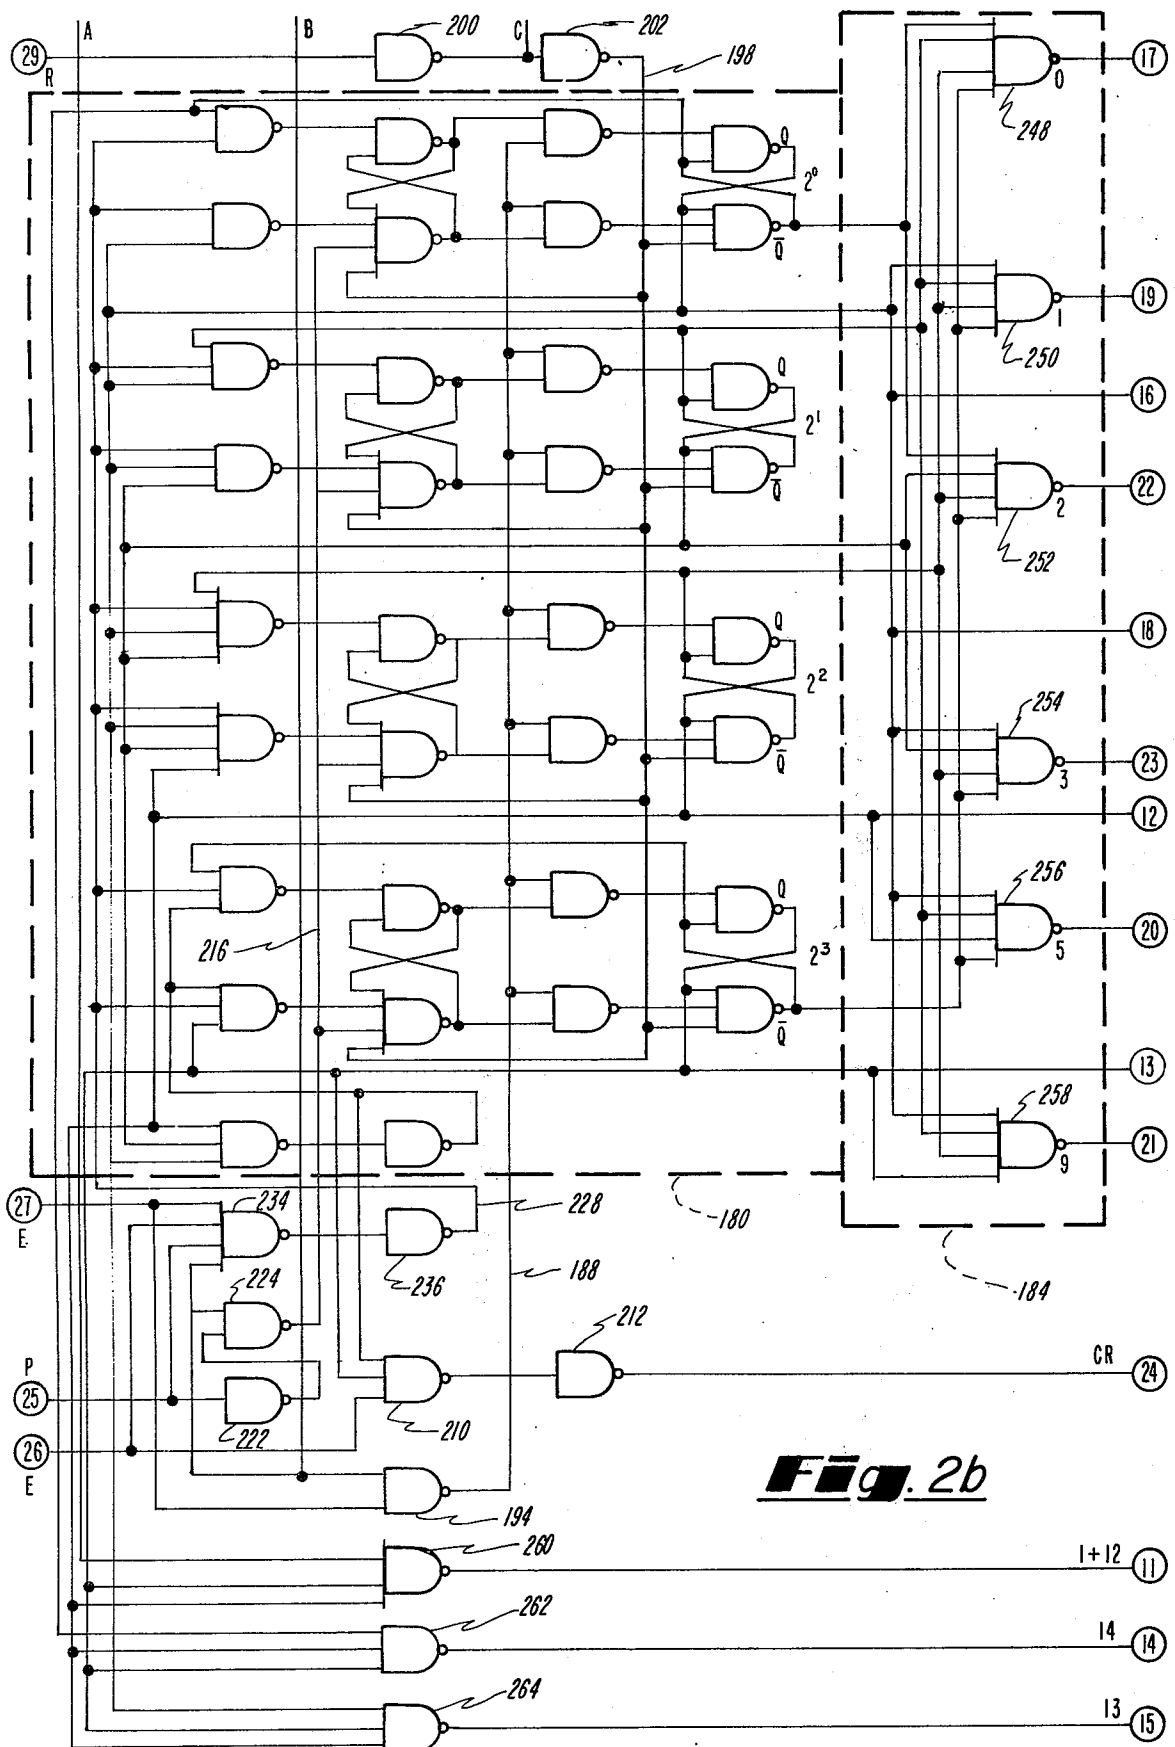 A B 200 C 202
29 R 198 17 0
248
Q
2⁰
Q̅
19 1
250
16
Q
2¹
Q̅
22 2
252
18
Q
2²
Q̅
254
23 3
12
256
Q
216 2³ 20 5
Q̅
13
258
21 9
27 E 234 228 180
236 188 184
224
212
P CR
25 24
222 210
26 E
Fig. 2b
194
260 1+12 11
262 14 14
264 13 15